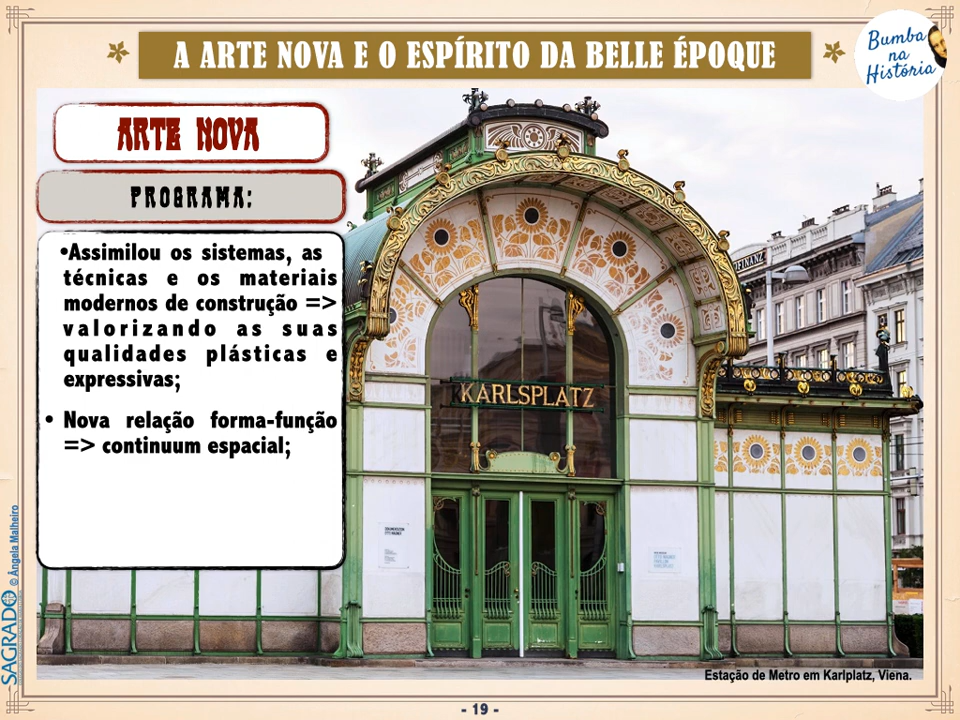 A ARTE NOVA E O ESPÍRITO DA BELLE ÉPOQUE
Bumba
na
História
ARTE NOVA
PROGRAMA:
•Assimilou os sistemas, as
técnicas e os materiais
modernos de construção =>
valorizando as suas
qualidades plásticas e
expressivas;
• Nova relação forma-função
=> continuum espacial;
KARLSPLATZ
FINANZ
SAGRADO
© Ângela Malheiro
Estação de Metro em Karlplatz, Viena.
- 19 -